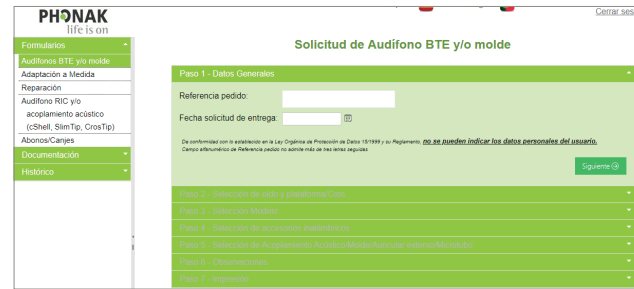 PHONAK
life is on
Cerrar ses
Formularios
Audífonos BTE y/o molde
Adaptación a Medida
Reparación
Audífono RIC y/o
acoplamiento acústico
(cShell, SlimTip, CrosTip)
Abonos/Canjes
Documentación
Histórico
Solicitud de Audífono BTE y/o molde
Paso 1 - Datos Generales
Referencia pedido:
Fecha solicitud de entrega:
De conformidad con lo establecido en la Ley Orgánica de Protección de Datos 15/1999 y su Reglamento, no se pueden indicar los datos personales del usuario.
Campo alfanumérico de Referencia pedido no admite más de tres letras seguidas
Siguiente
Paso 2 - Selección de oído y plataforma/Cros
Paso 3 - Selección Modelo
Paso 4 - Selección de accesorios inalámbricos
Paso 5 - Selección de Acoplamiento Acústico/Molde/Auricular externo/Microtubo
Paso 6 - Observaciones
Paso 7 - Impresión